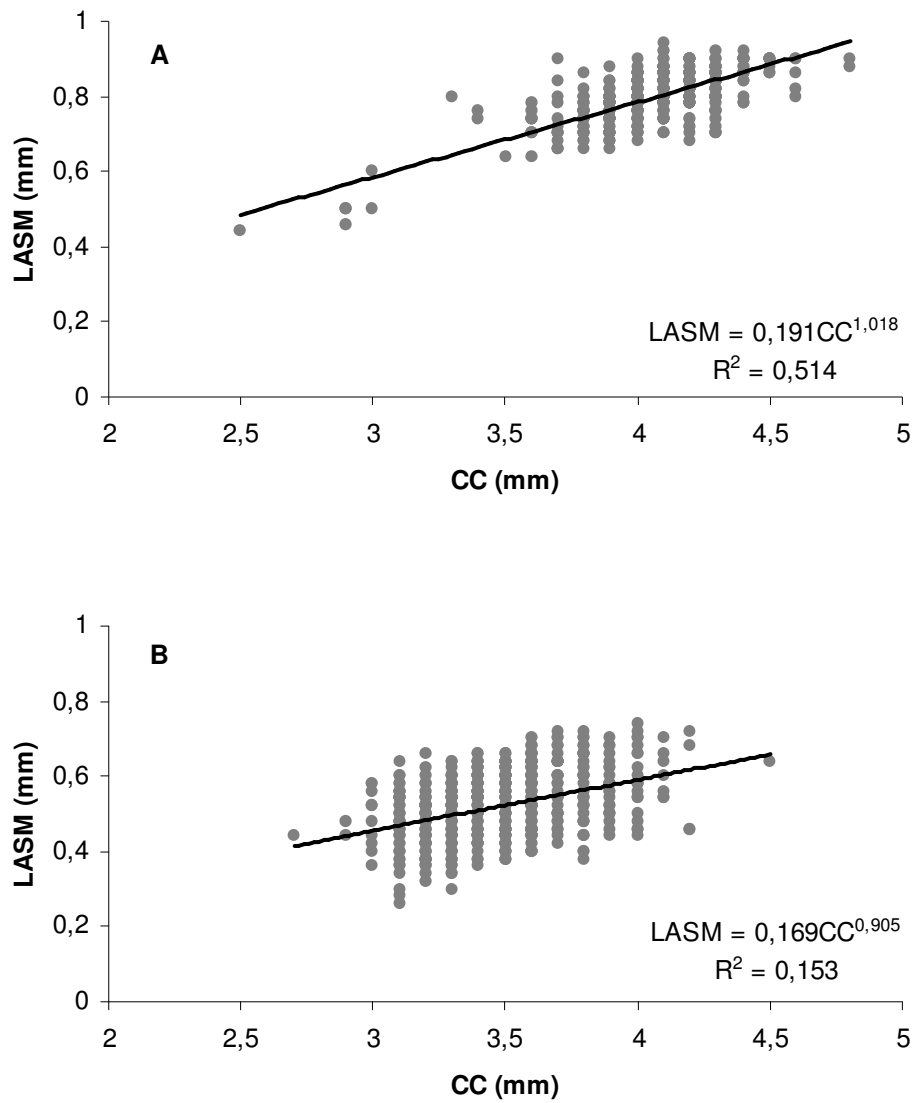 A
LASM (mm)
1
0,8
0,6
0,4
0,2
0
LASM = 0,191CC^1,018
R² = 0,514
2 2,5 3 3,5 4 4,5 5
CC (mm)
B
LASM (mm)
1
0,8
0,6
0,4
0,2
0
LASM = 0,169CC^0,905
R² = 0,153
2 2,5 3 3,5 4 4,5 5
CC (mm)